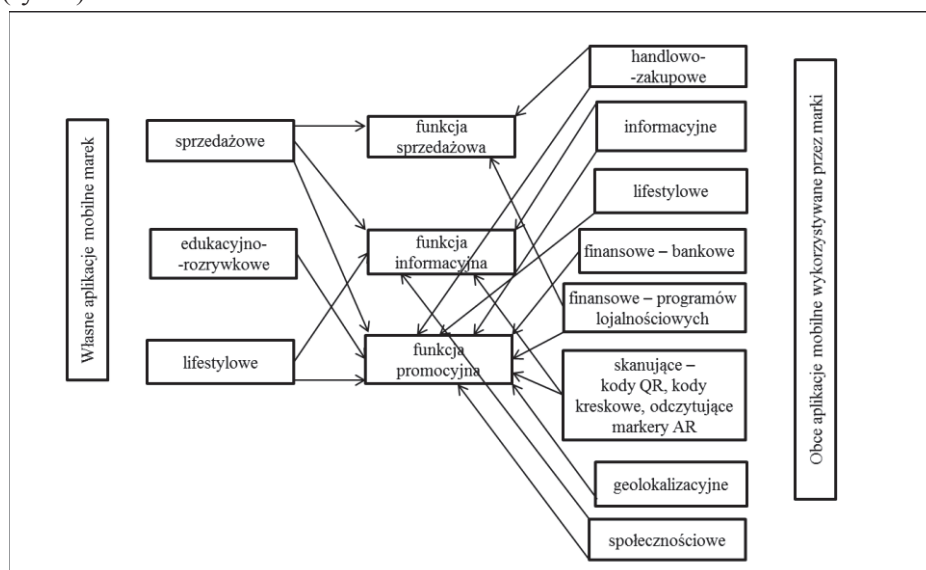 Własne aplikacje mobilne marek
sprzedażowe
edukacyjno-
-rozrywkowe
lifestylowe
funkcja
sprzedażowa
funkcja
informacyjna
funkcja
promocyjna
handlowo-
-zakupowe
informacyjne
lifestylowe
finansowe – bankowe
finansowe – programów
lojalnościowych
skanujące –
kody QR, kody
kreskowe, odczytujące
markery AR
geolokalizacyjne
społecznościowe
Obce aplikacje mobilne wykorzystywane przez marki